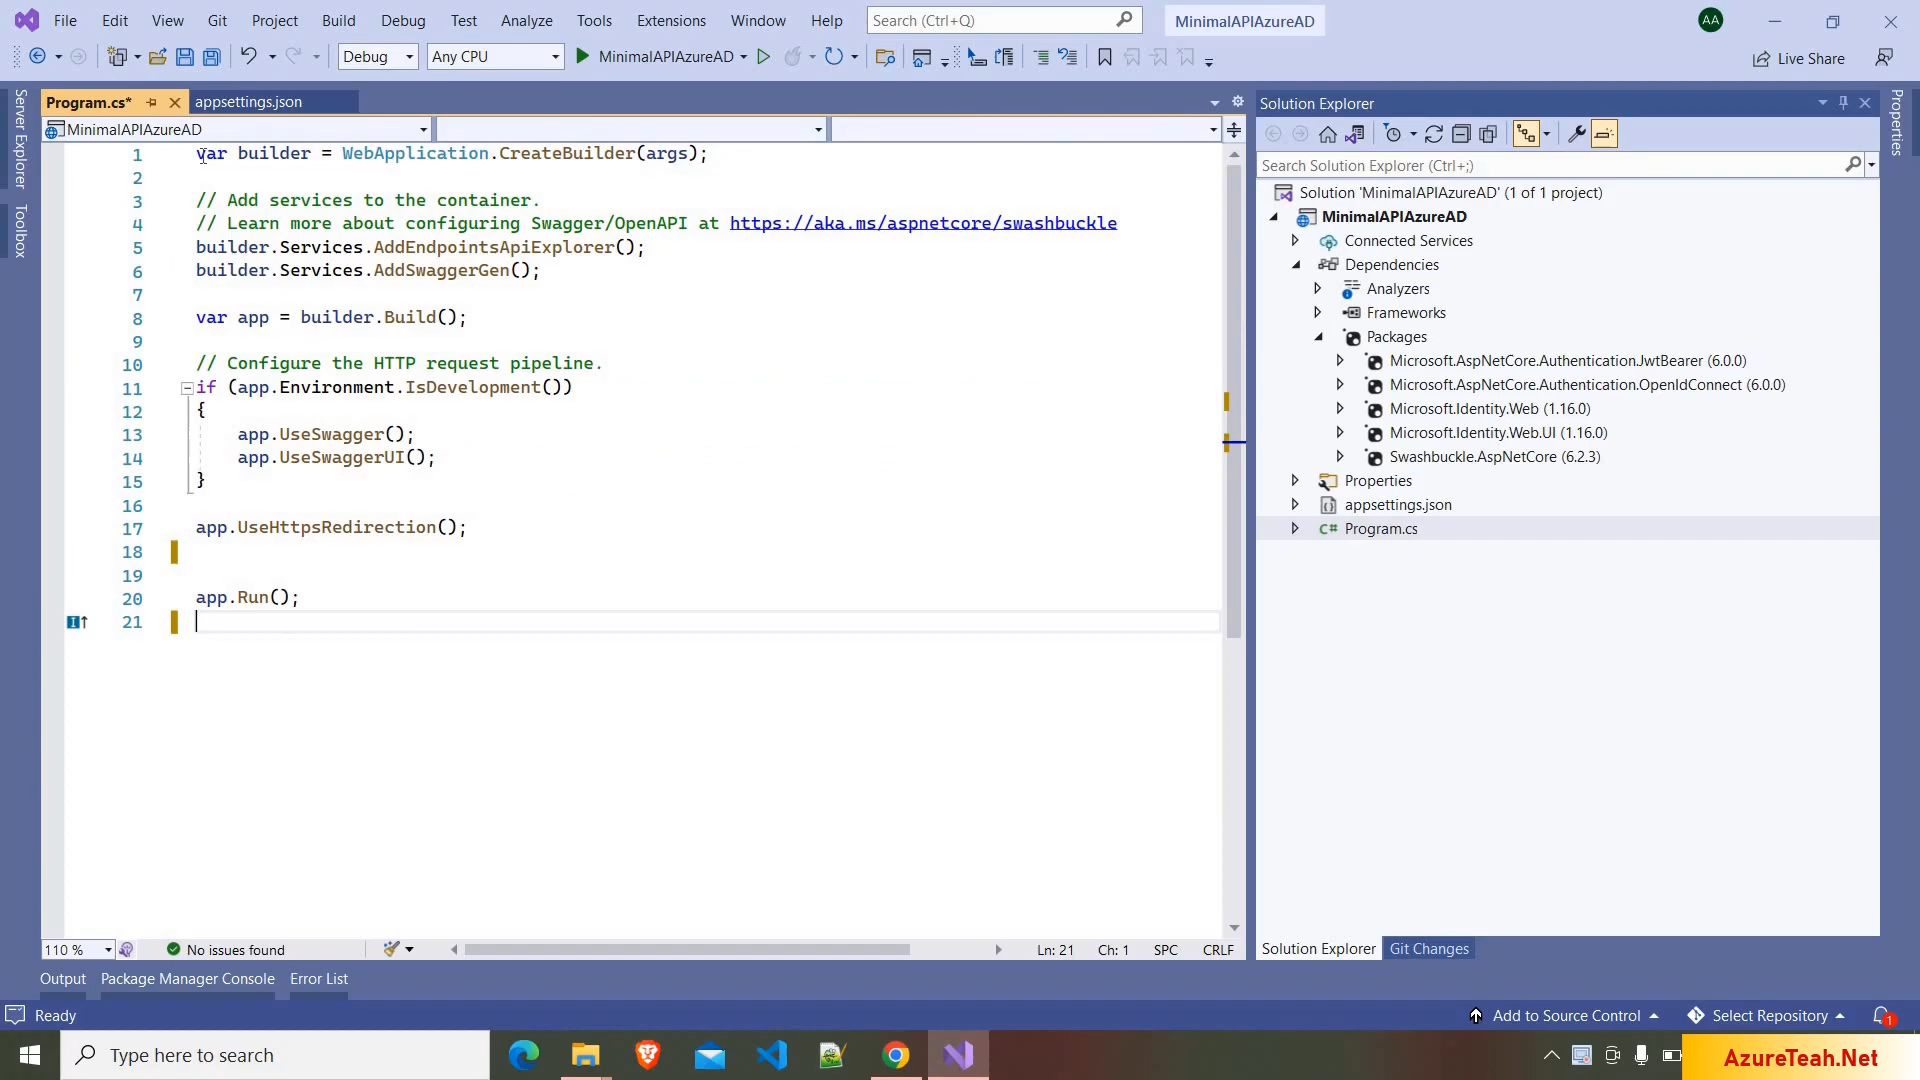 File Edit View Git Project Build Debug Test Analyze Tools Extensions Window Help Search (Ctrl+Q) MinimalAPIAzureAD AA
Debug Any CPU MinimalAPIAzureAD Live Share
Server Explorer
Toolbox
Program.cs* appsettings.json
MinimalAPIAzureAD
1 var builder = WebApplication.CreateBuilder(args);
2
3 // Add services to the container.
4 // Learn more about configuring Swagger/OpenAPI at https://aka.ms/aspnetcore/swashbuckle
5 builder.Services.AddEndpointsApiExplorer();
6 builder.Services.AddSwaggerGen();
7
8 var app = builder.Build();
9
10 // Configure the HTTP request pipeline.
11 if (app.Environment.IsDevelopment())
12 {
13 app.UseSwagger();
14 app.UseSwaggerUI();
15 }
16
17 app.UseHttpsRedirection();
18
19
20 app.Run();
21
110 % No issues found Ln: 21 Ch: 1 SPC CRLF
Solution Explorer
Search Solution Explorer (Ctrl+;)
Solution 'MinimalAPIAzureAD' (1 of 1 project)
MinimalAPIAzureAD
Connected Services
Dependencies
Analyzers
Frameworks
Packages
Microsoft.AspNetCore.Authentication.JwtBearer (6.0.0)
Microsoft.AspNetCore.Authentication.OpenIdConnect (6.0.0)
Microsoft.Identity.Web (1.16.0)
Microsoft.Identity.Web.UI (1.16.0)
Swashbuckle.AspNetCore (6.2.3)
Properties
appsettings.json
C# Program.cs
Solution Explorer Git Changes
Properties
Output Package Manager Console Error List
Ready Add to Source Control Select Repository 1
Type here to search
AzureTeah.Net